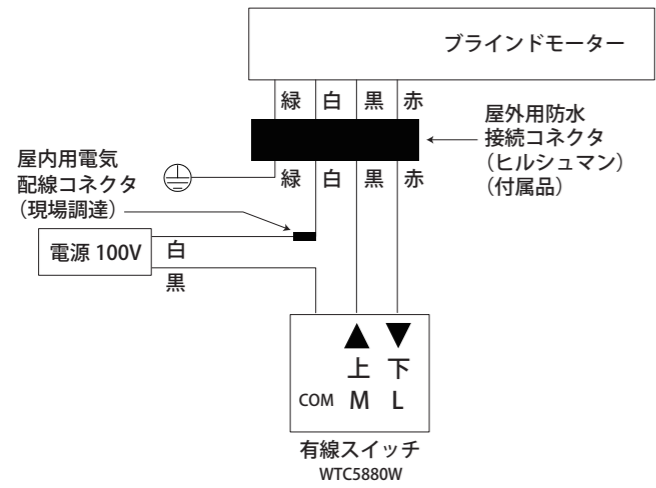 ブラインドモーター
緑 白 黒 赤
屋外用防水
接続コネクタ
（ヒルシュマン）
（付属品）
緑 白 黒 赤
屋内用電気
配線コネクタ
（現場調達）
電源 100V
白
黒
上 下
COM M L
有線スイッチ
WTC5880W